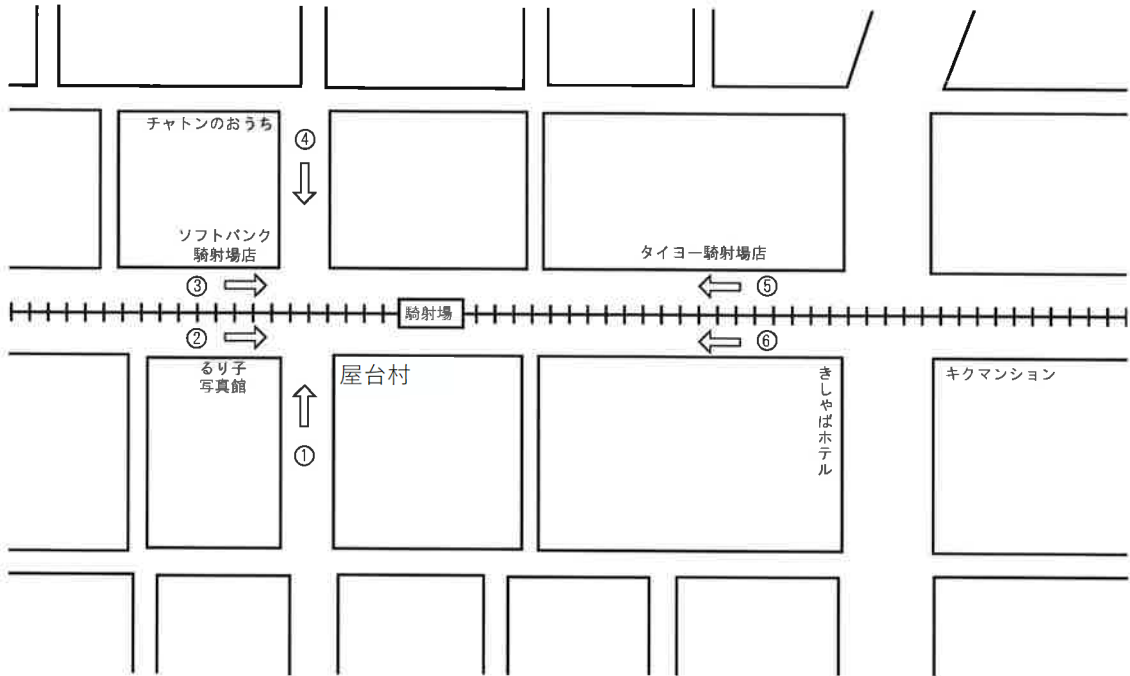 チャトンのおうち
④
ソフトバンク
騎射場店
タイヨー騎射場店
③
⑤
騎射場
②
⑥
るり子
写真館
屋台村
きしゃばホテル
キクマンション
①